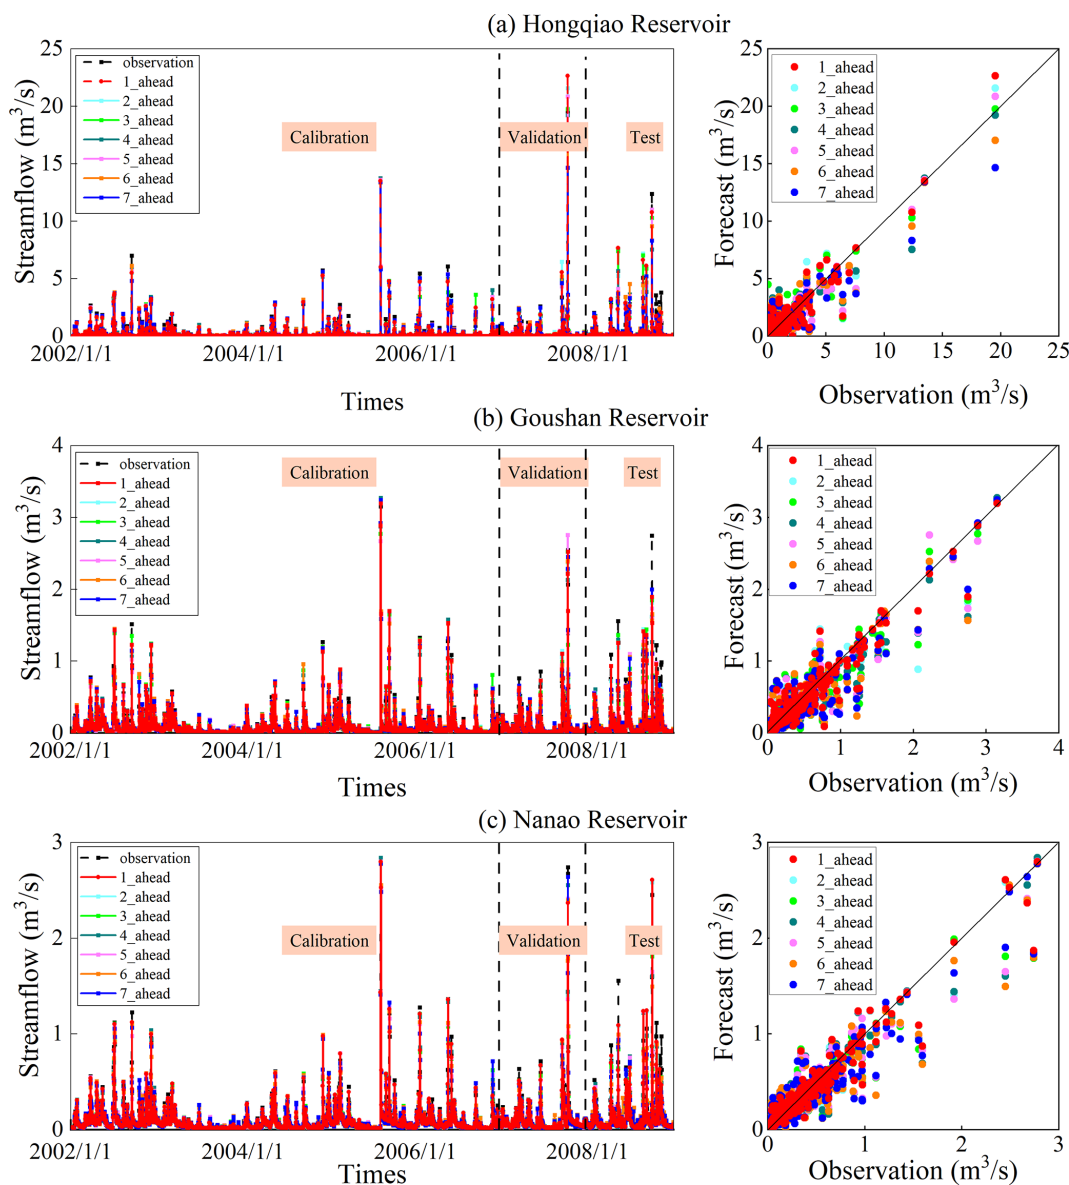 (a) Hongqiao Reservoir
Streamflow (m³/s)
25
20
15
10
5
0
observation
1_ahead
2_ahead
3_ahead
4_ahead
5_ahead
6_ahead
7_ahead
Calibration
Validation
Test
2002/1/1
2004/1/1
2006/1/1
2008/1/1
Times
Forecast (m³/s)
25
20
15
10
5
0
1_ahead
2_ahead
3_ahead
4_ahead
5_ahead
6_ahead
7_ahead
0
5
10
15
20
25
Observation (m³/s)
(b) Goushan Reservoir
Streamflow (m³/s)
4
3
2
1
0
observation
1_ahead
2_ahead
3_ahead
4_ahead
5_ahead
6_ahead
7_ahead
Calibration
Validation
Test
2002/1/1
2004/1/1
2006/1/1
2008/1/1
Times
Forecast (m³/s)
4
3
2
1
0
1_ahead
2_ahead
3_ahead
4_ahead
5_ahead
6_ahead
7_ahead
0
1
2
3
4
Observation (m³/s)
(c) Nanao Reservoir
Streamflow (m³/s)
3
2
1
0
observation
1_ahead
2_ahead
3_ahead
4_ahead
5_ahead
6_ahead
7_ahead
Calibration
Validation
Test
2002/1/1
2004/1/1
2006/1/1
2008/1/1
Times
Forecast (m³/s)
3
2
1
0
1_ahead
2_ahead
3_ahead
4_ahead
5_ahead
6_ahead
7_ahead
0
1
2
3
Observation (m³/s)